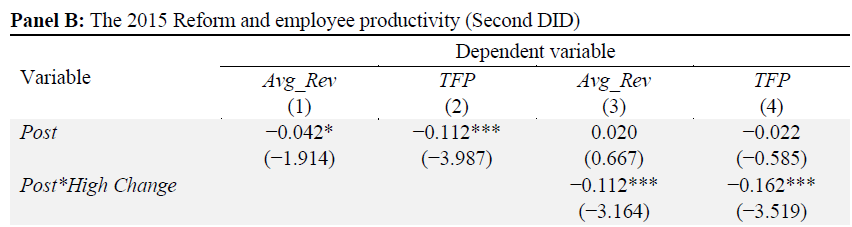 Panel B: The 2015 Reform and employee productivity (Second DID)
Dependent variable
Variable Avg_Rev TFP Avg_Rev TFP
(1) (2) (3) (4)
Post −0.042* −0.112*** 0.020 −0.022
(−1.914) (−3.987) (0.667) (−0.585)
Post*High Change −0.112*** −0.162***
(−3.164) (−3.519)